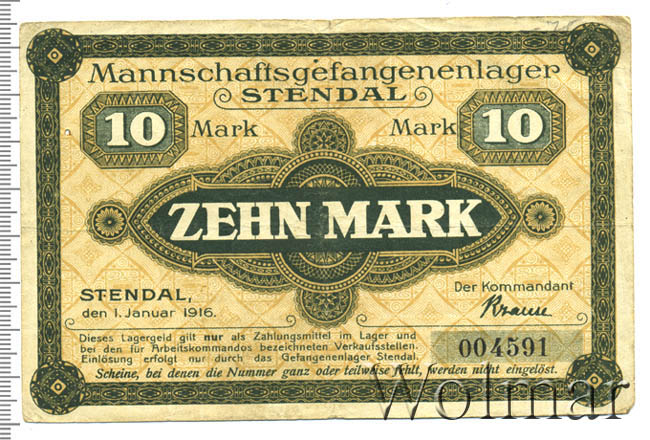 Mannschaftsgefangenenlager
STENDAL
10 Mark Mark 10
ZEHN MARK
STENDAL,
den 1. Januar 1916.
Der Kommandant
Krause
Dieses Lagergeld gilt nur als Zahlungsmittel im Lager und
bei den für Arbeitskommandos bezeichneten Verkaufsstellen.
Einlösung erfolgt nur durch das Gefangenenlager Stendal.
004591
Scheine, bei denen die Nummer ganz oder teilweise fehlt, werden nicht eingelöst.
Wolmar